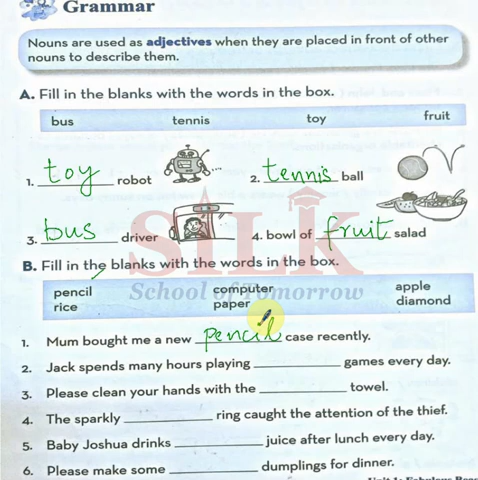 Grammar
Nouns are used as adjectives when they are placed in front of other
nouns to describe them.
A. Fill in the blanks with the words in the box.
bus tennis toy fruit
1. toy robot 2. tennis ball
3. bus driver 4. bowl of fruit salad
SILK
B. Fill in the blanks with the words in the box.
School of Tomorrow
pencil computer apple
rice paper diamond
1. Mum bought me a new pencil case recently.
2. Jack spends many hours playing ____________ games every day.
3. Please clean your hands with the ____________ towel.
4. The sparkly ____________ ring caught the attention of the thief.
5. Baby Joshua drinks ____________ juice after lunch every day.
6. Please make some ____________ dumplings for dinner.